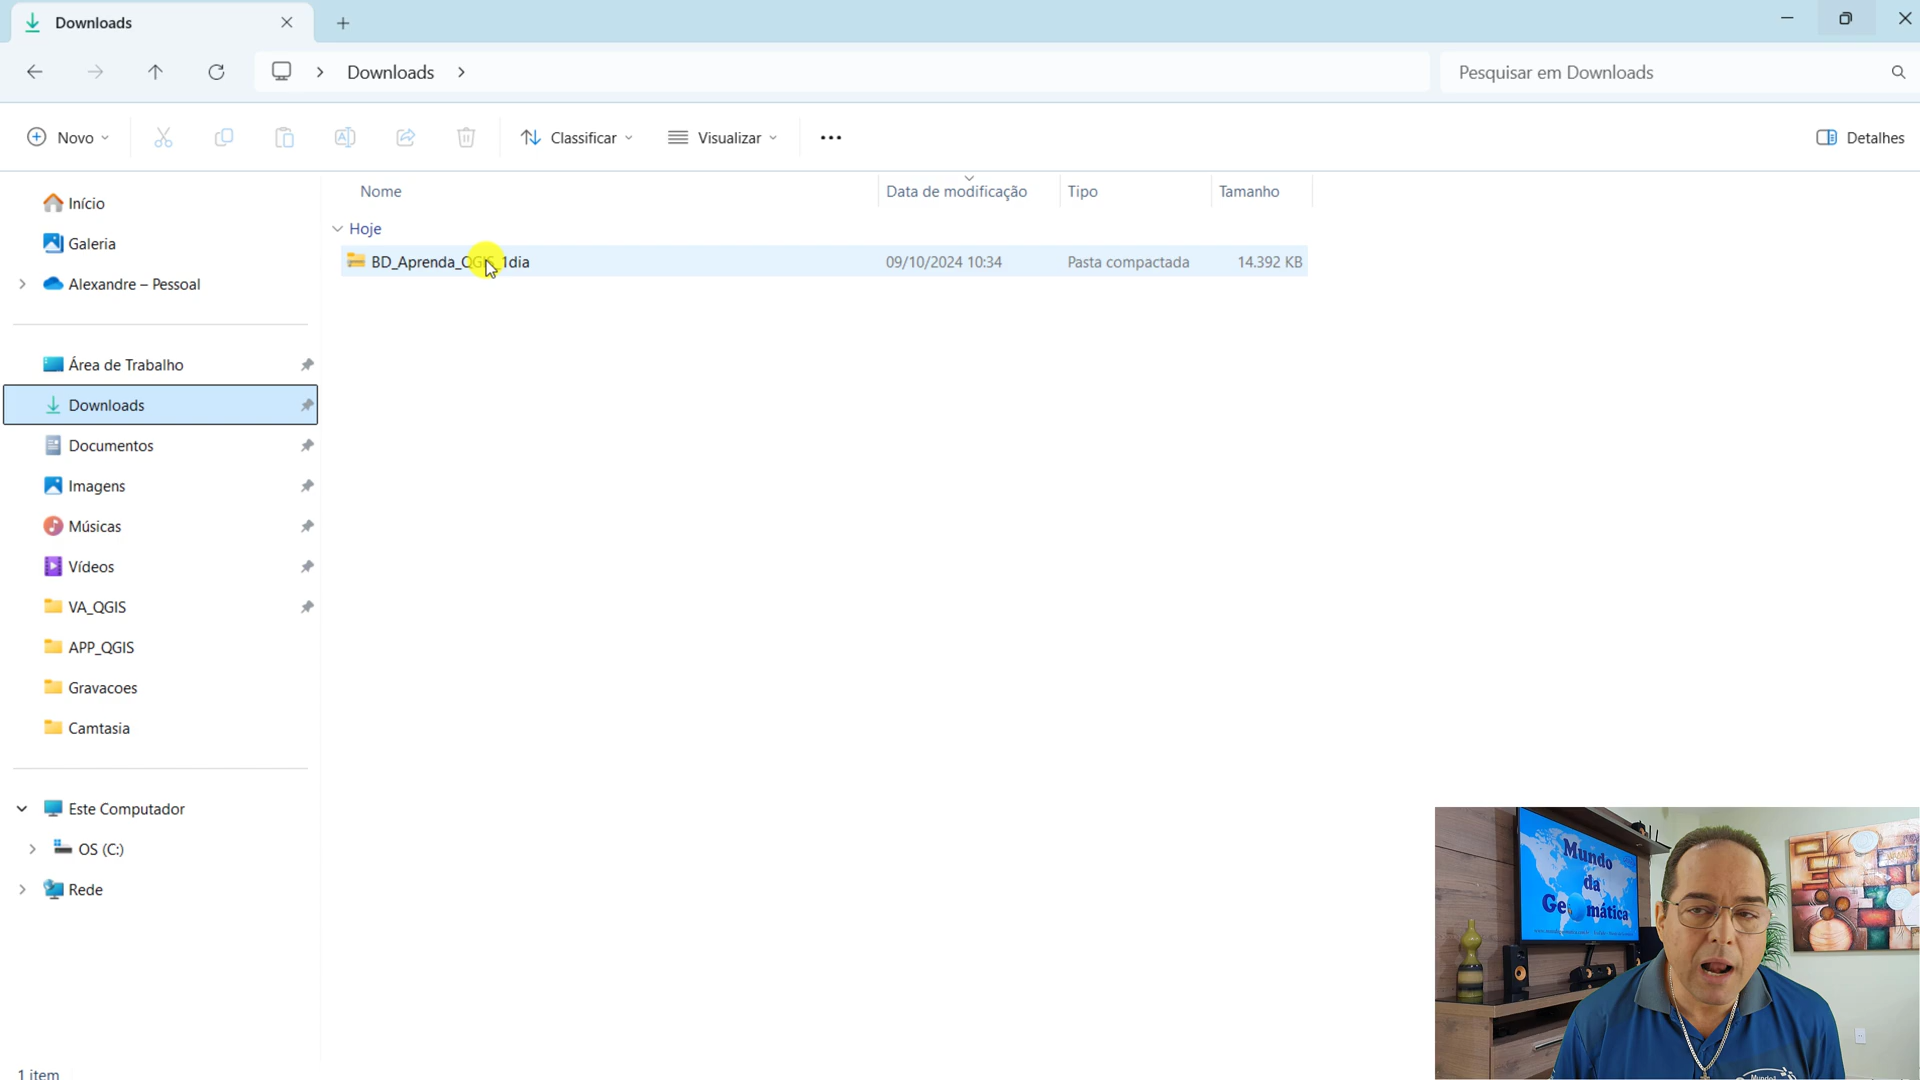 Downloads
Downloads
Pesquisar em Downloads
Novo
Classificar
Visualizar
Detalhes
Nome
Data de modificação
Tipo
Tamanho
Hoje
BD_Aprenda_QGIS_1dia
09/10/2024 10:34
Pasta compactada
14.392 KB
Início
Galeria
Alexandre – Pessoal
Área de Trabalho
Downloads
Documentos
Imagens
Músicas
Vídeos
VA_QGIS
APP_QGIS
Gravacoes
Camtasia
Este Computador
OS (C:)
Rede
1 item
Mundo
da
Geomática